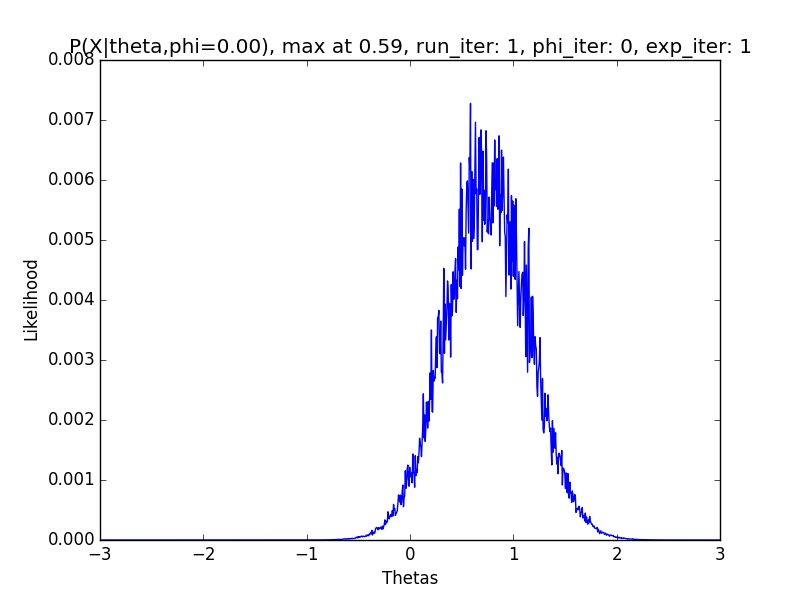 P(X|theta,phi=0.00), max at 0.59, run_iter: 1, phi_iter: 0, exp_iter: 1
0.008
0.007
0.006
0.005
0.004
0.003
0.002
0.001
0.000
Likelihood
−3 −2 −1 0 1 2 3
Thetas